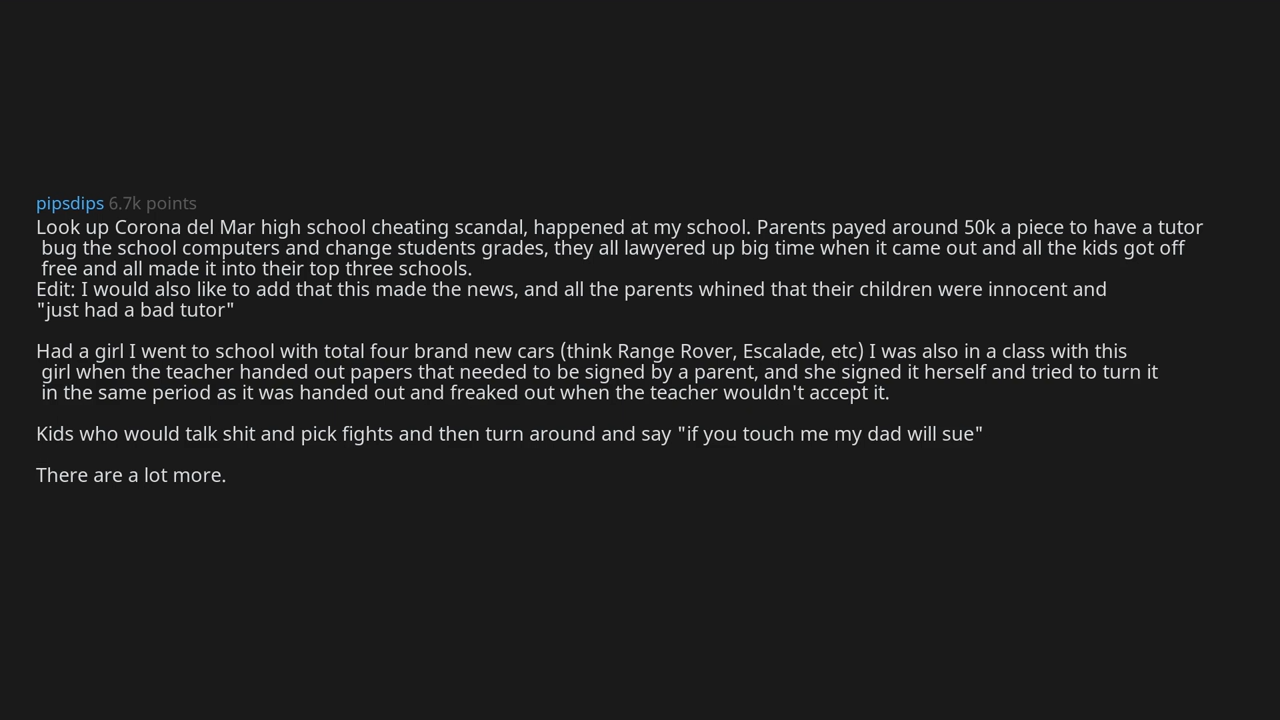 pipsdips 6.7k points
Look up Corona del Mar high school cheating scandal, happened at my school. Parents payed around 50k a piece to have a tutor
bug the school computers and change students grades, they all lawyered up big time when it came out and all the kids got off
free and all made it into their top three schools.
Edit: I would also like to add that this made the news, and all the parents whined that their children were innocent and
"just had a bad tutor"
Had a girl I went to school with total four brand new cars (think Range Rover, Escalade, etc) I was also in a class with this
girl when the teacher handed out papers that needed to be signed by a parent, and she signed it herself and tried to turn it
in the same period as it was handed out and freaked out when the teacher wouldn't accept it.
Kids who would talk shit and pick fights and then turn around and say "if you touch me my dad will sue"
There are a lot more.